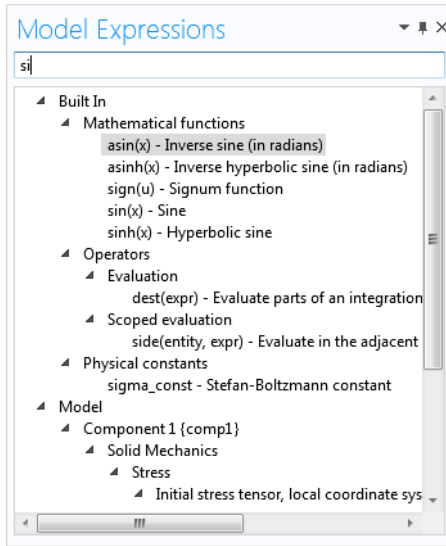 Model Expressions
si
Built In
Mathematical functions
asin(x) - Inverse sine (in radians)
asinh(x) - Inverse hyperbolic sine (in radians)
sign(u) - Signum function
sin(x) - Sine
sinh(x) - Hyperbolic sine
Operators
Evaluation
dest(expr) - Evaluate parts of an integration
Scoped evaluation
side(entity, expr) - Evaluate in the adjacent
Physical constants
sigma_const - Stefan-Boltzmann constant
Model
Component 1 {comp1}
Solid Mechanics
Stress
Initial stress tensor, local coordinate sys